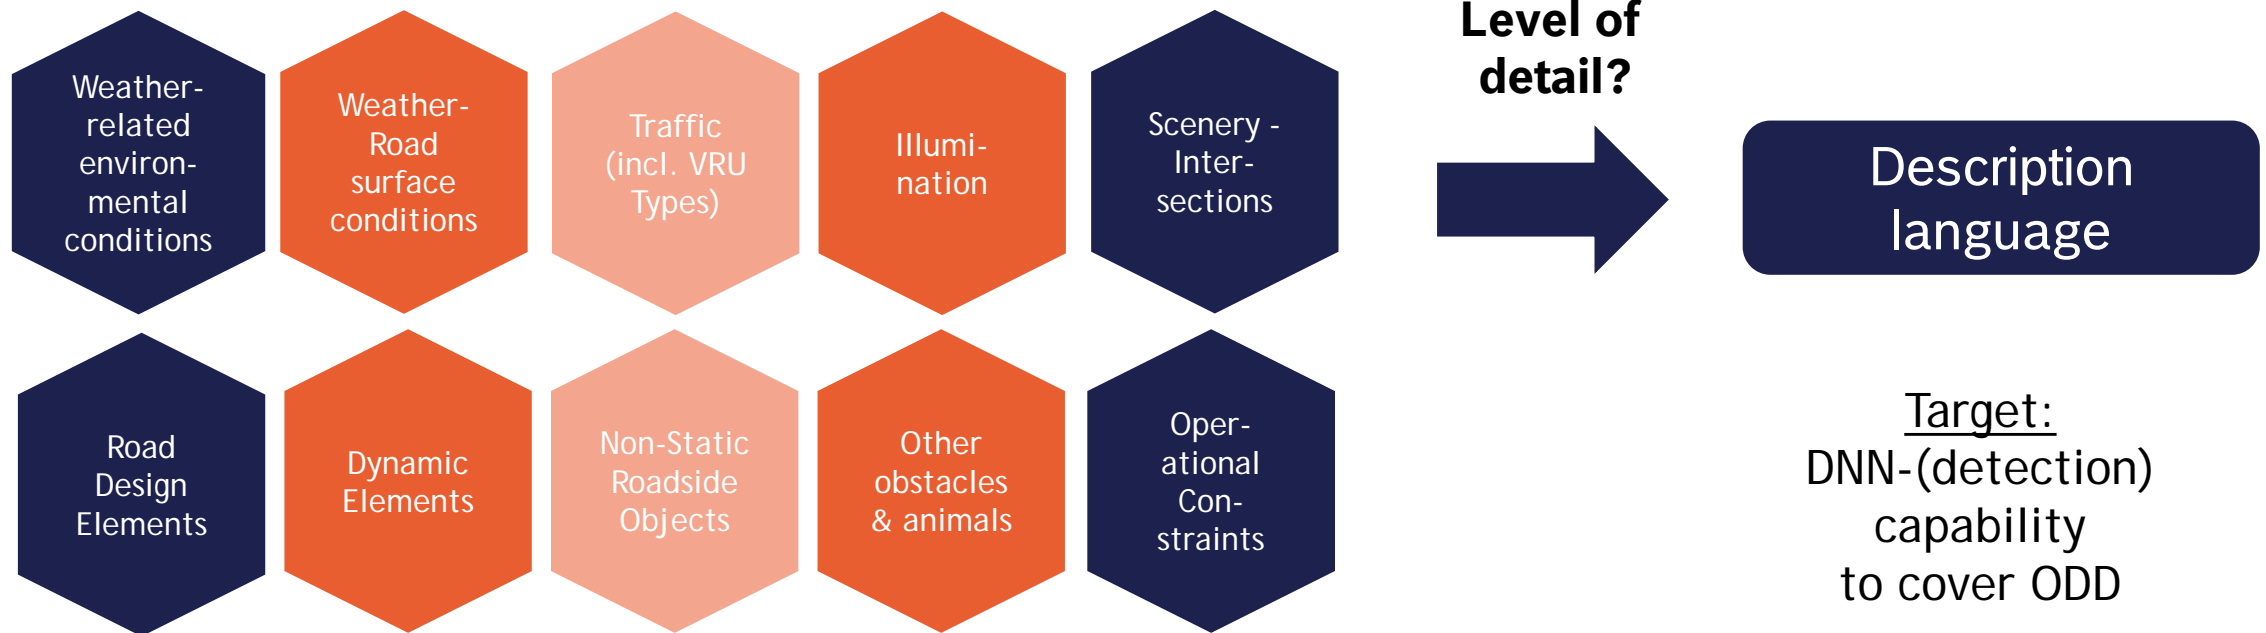 Weather-
related
environ-
mental
conditions
Weather-
Road
surface
conditions
Traffic
(incl. VRU
Types)
Illumi-
nation
Scenery -
Inter-
sections
Level of
detail?
Description
language
Road
Design
Elements
Dynamic
Elements
Non-Static
Roadside
Objects
Other
obstacles
& animals
Oper-
ational
Con-
straints
Target:
DNN-(detection)
capability
to cover ODD